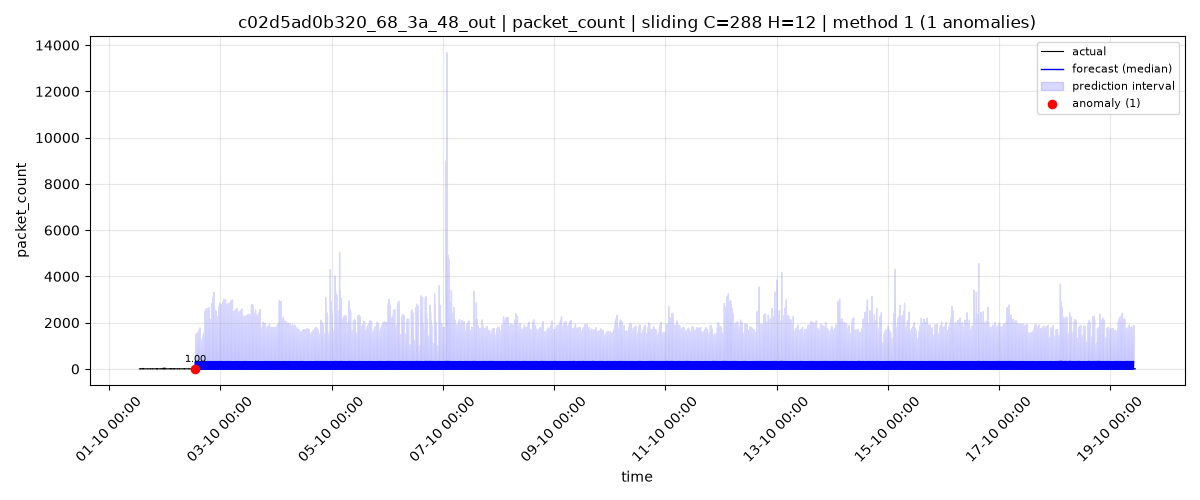 c02d5ad0b320_68_3a_48_out | packet_count | sliding C=288 H=12 | method 1 (1 anomalies)
14000
12000
10000
8000
6000
4000
2000
0
packet_count
actual
forecast (median)
prediction interval
anomaly (1)
1.00
01-10 00:00
03-10 00:00
05-10 00:00
07-10 00:00
09-10 00:00
11-10 00:00
13-10 00:00
15-10 00:00
17-10 00:00
19-10 00:00
time